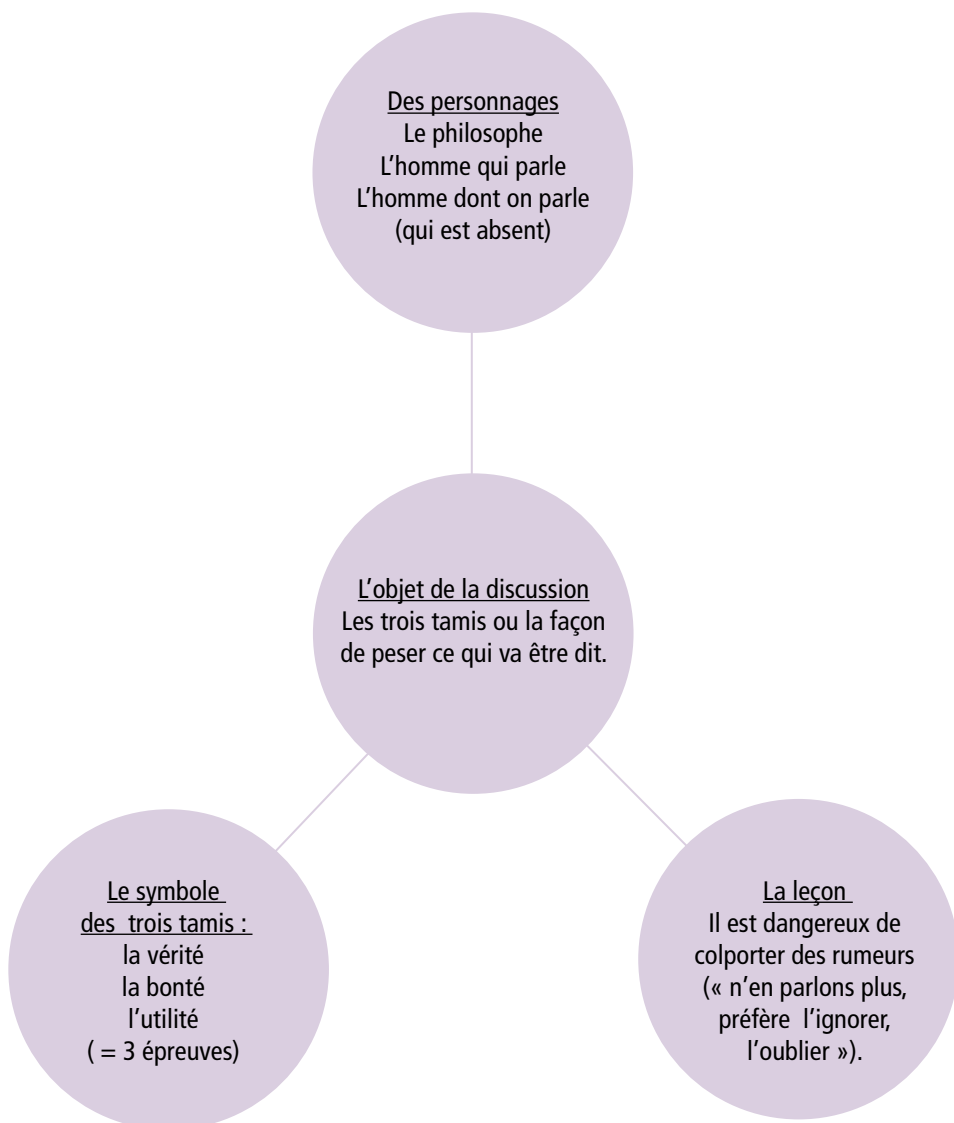 Des personnages
Le philosophe
L'homme qui parle
L'homme dont on parle
(qui est absent)
L'objet de la discussion
Les trois tamis ou la façon
de peser ce qui va être dit.
Le symbole
des trois tamis :
la vérité
la bonté
l'utilité
( = 3 épreuves)
La leçon
Il est dangereux de
colporter des rumeurs
(« n'en parlons plus,
préfère l'ignorer,
l'oublier »).